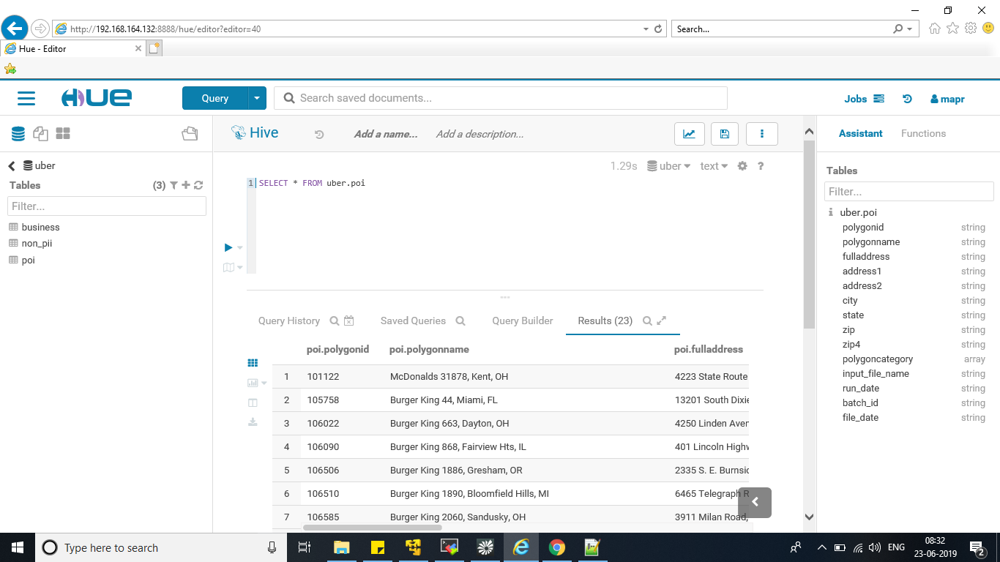 http://192.168.164.132:8888/hue/editor?editor=40
Search...
Hue - Editor
HUE
Query
Search saved documents...
Jobs
mapr
Hive
Add a name...
Add a description...
Assistant
Functions
uber
Tables
(3)
Filter...
business
non_pii
poi
1.29s
uber
text
?
1
SELECT * FROM uber.poi
Query History
Saved Queries
Query Builder
Results (23)
poi.polygonid poi.polygonname poi.fulladdress
1 101122 McDonalds 31878, Kent, OH 4223 State Route
2 105758 Burger King 44, Miami, FL 13201 South Dixie
3 106022 Burger King 663, Dayton, OH 4250 Linden Aven
4 106090 Burger King 868, Fairview Hts, IL 401 Lincoln Highw
5 106506 Burger King 1886, Gresham, OR 2335 S. E. Burnsid
6 106510 Burger King 1890, Bloomfield Hills, MI 6465 Telegraph R
7 106585 Burger King 2060, Sandusky, OH 3911 Milan Road,
Tables
Filter...
uber.poi
polygonid string
polygonname string
fulladdress string
address1 string
address2 string
city string
state string
zip string
zip4 string
polygoncategory array
input_file_name string
run_date string
batch_id string
file_date string
Type here to search
ENG
08:32
23-06-2019
2